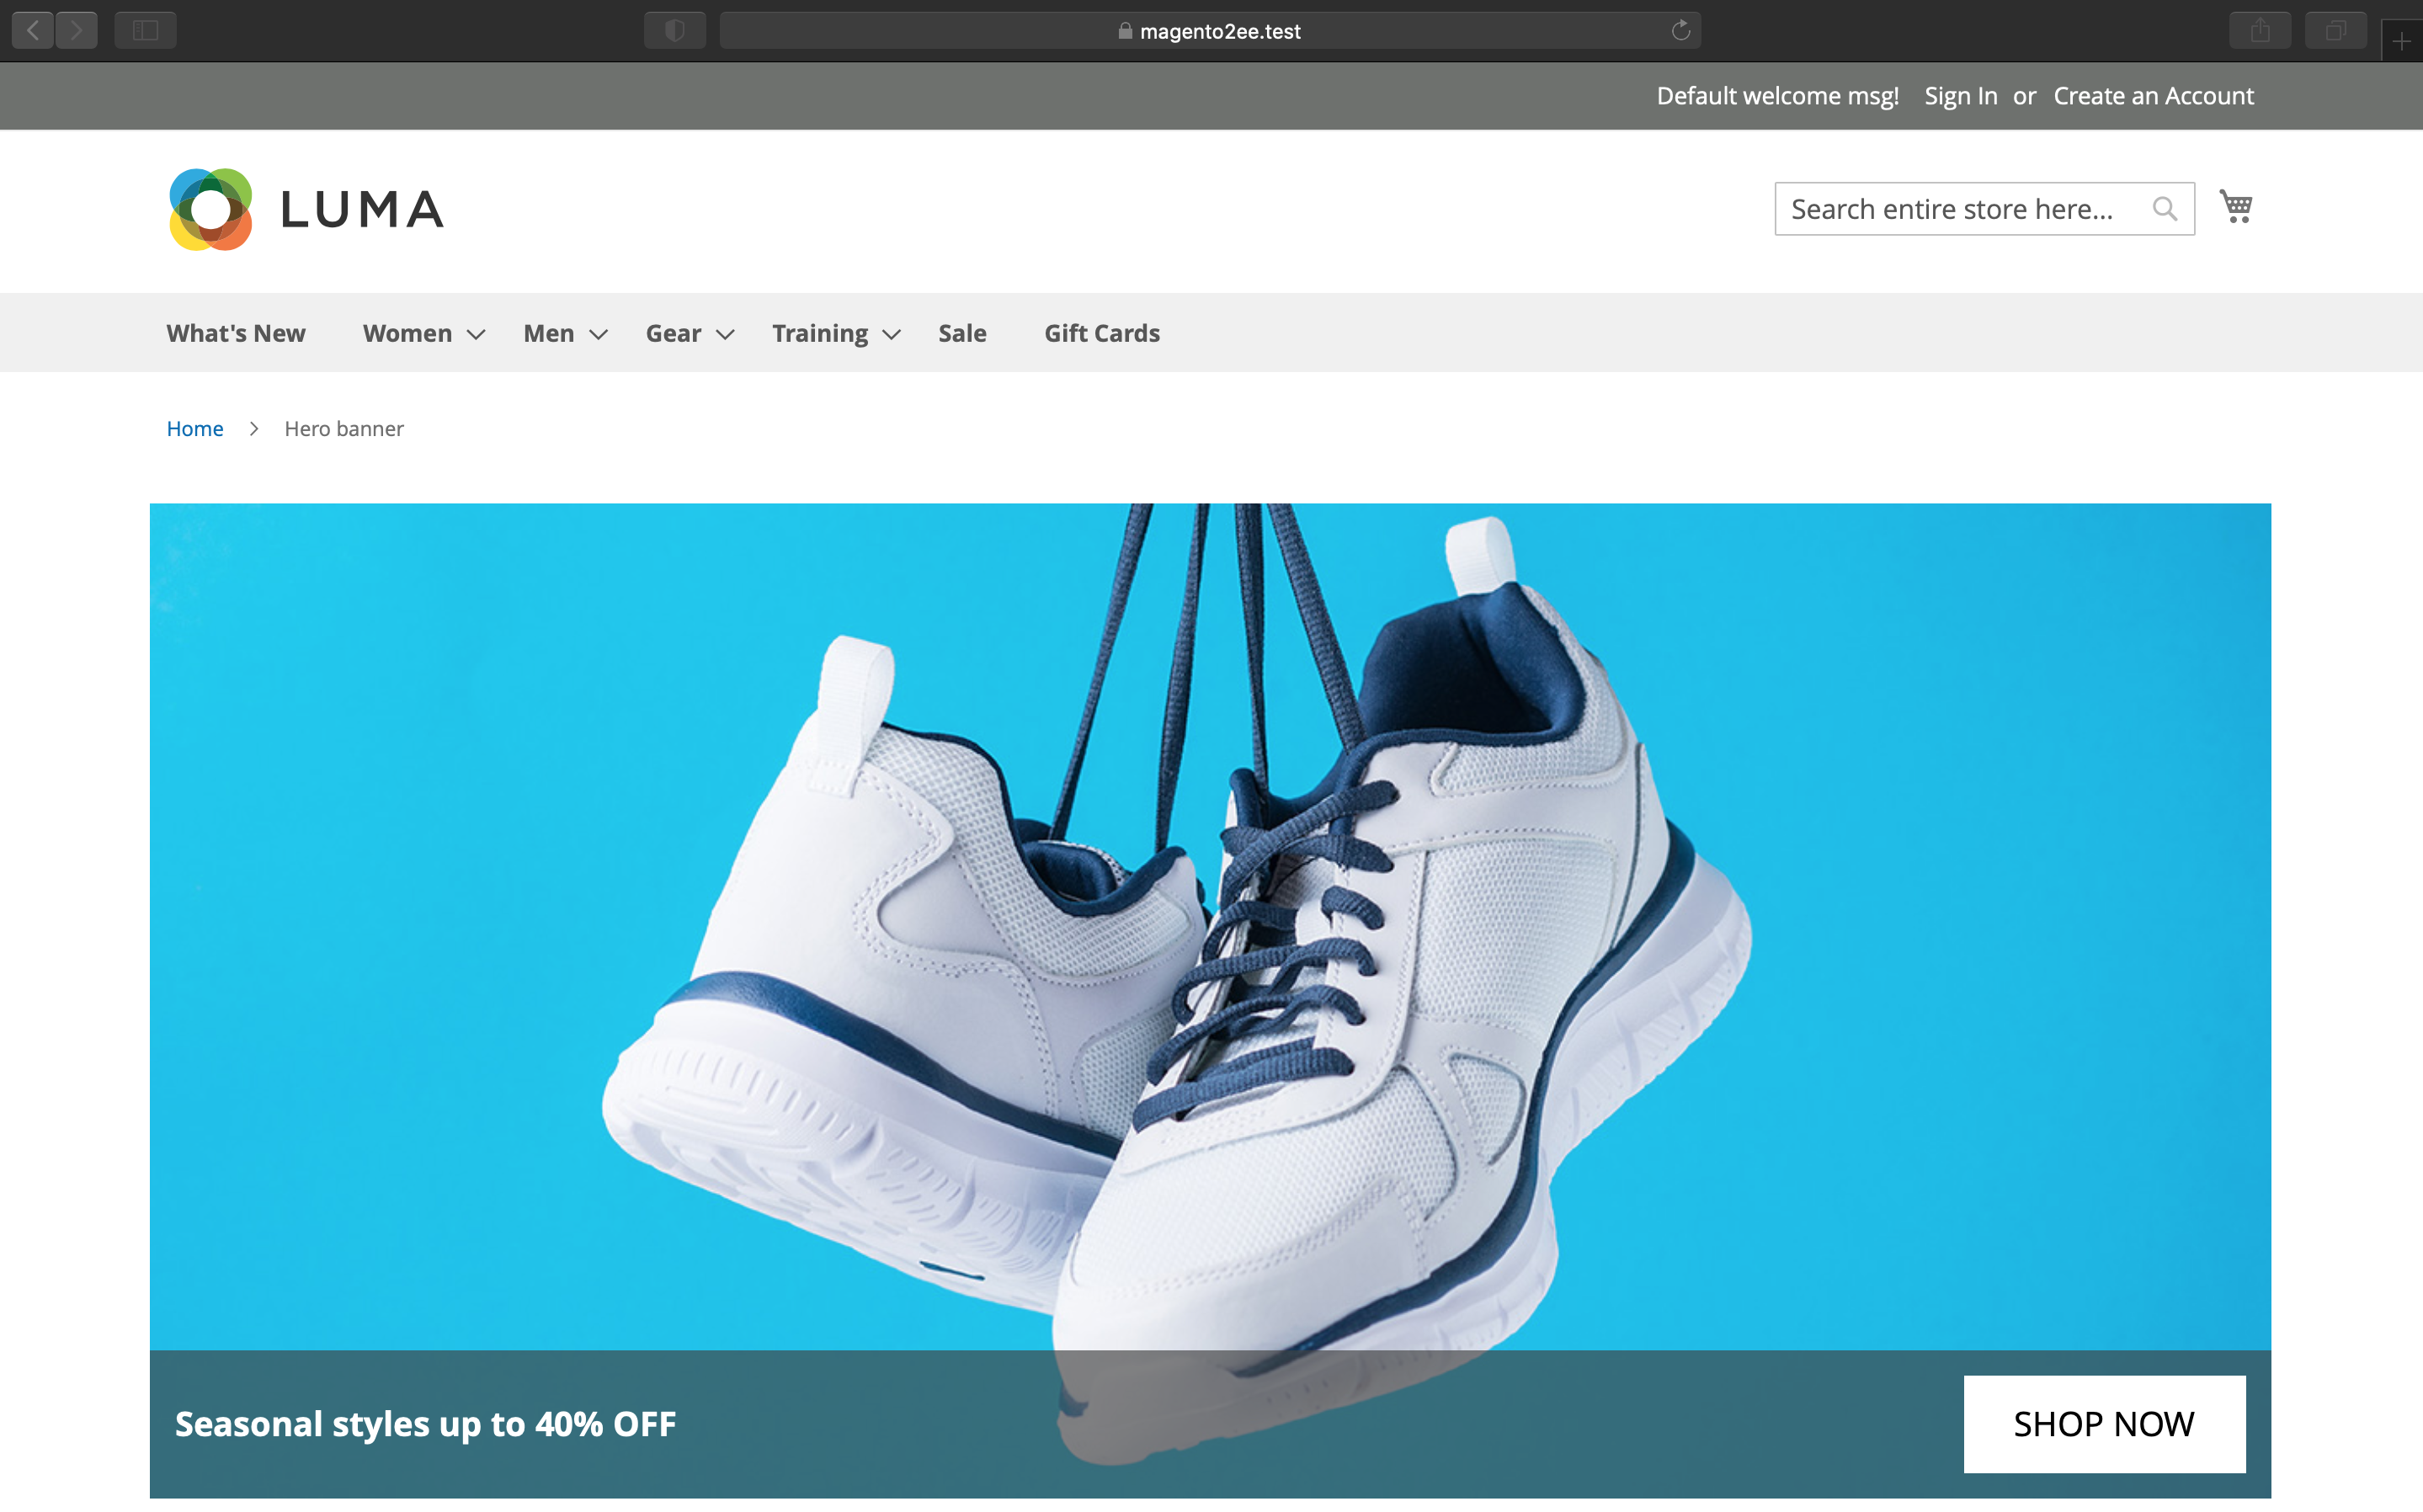 magento2ee.test
Default welcome msg! Sign In or Create an Account
LUMA
Search entire store here...
What's New Women Men Gear Training Sale Gift Cards
Home > Hero banner
Seasonal styles up to 40% OFF
SHOP NOW